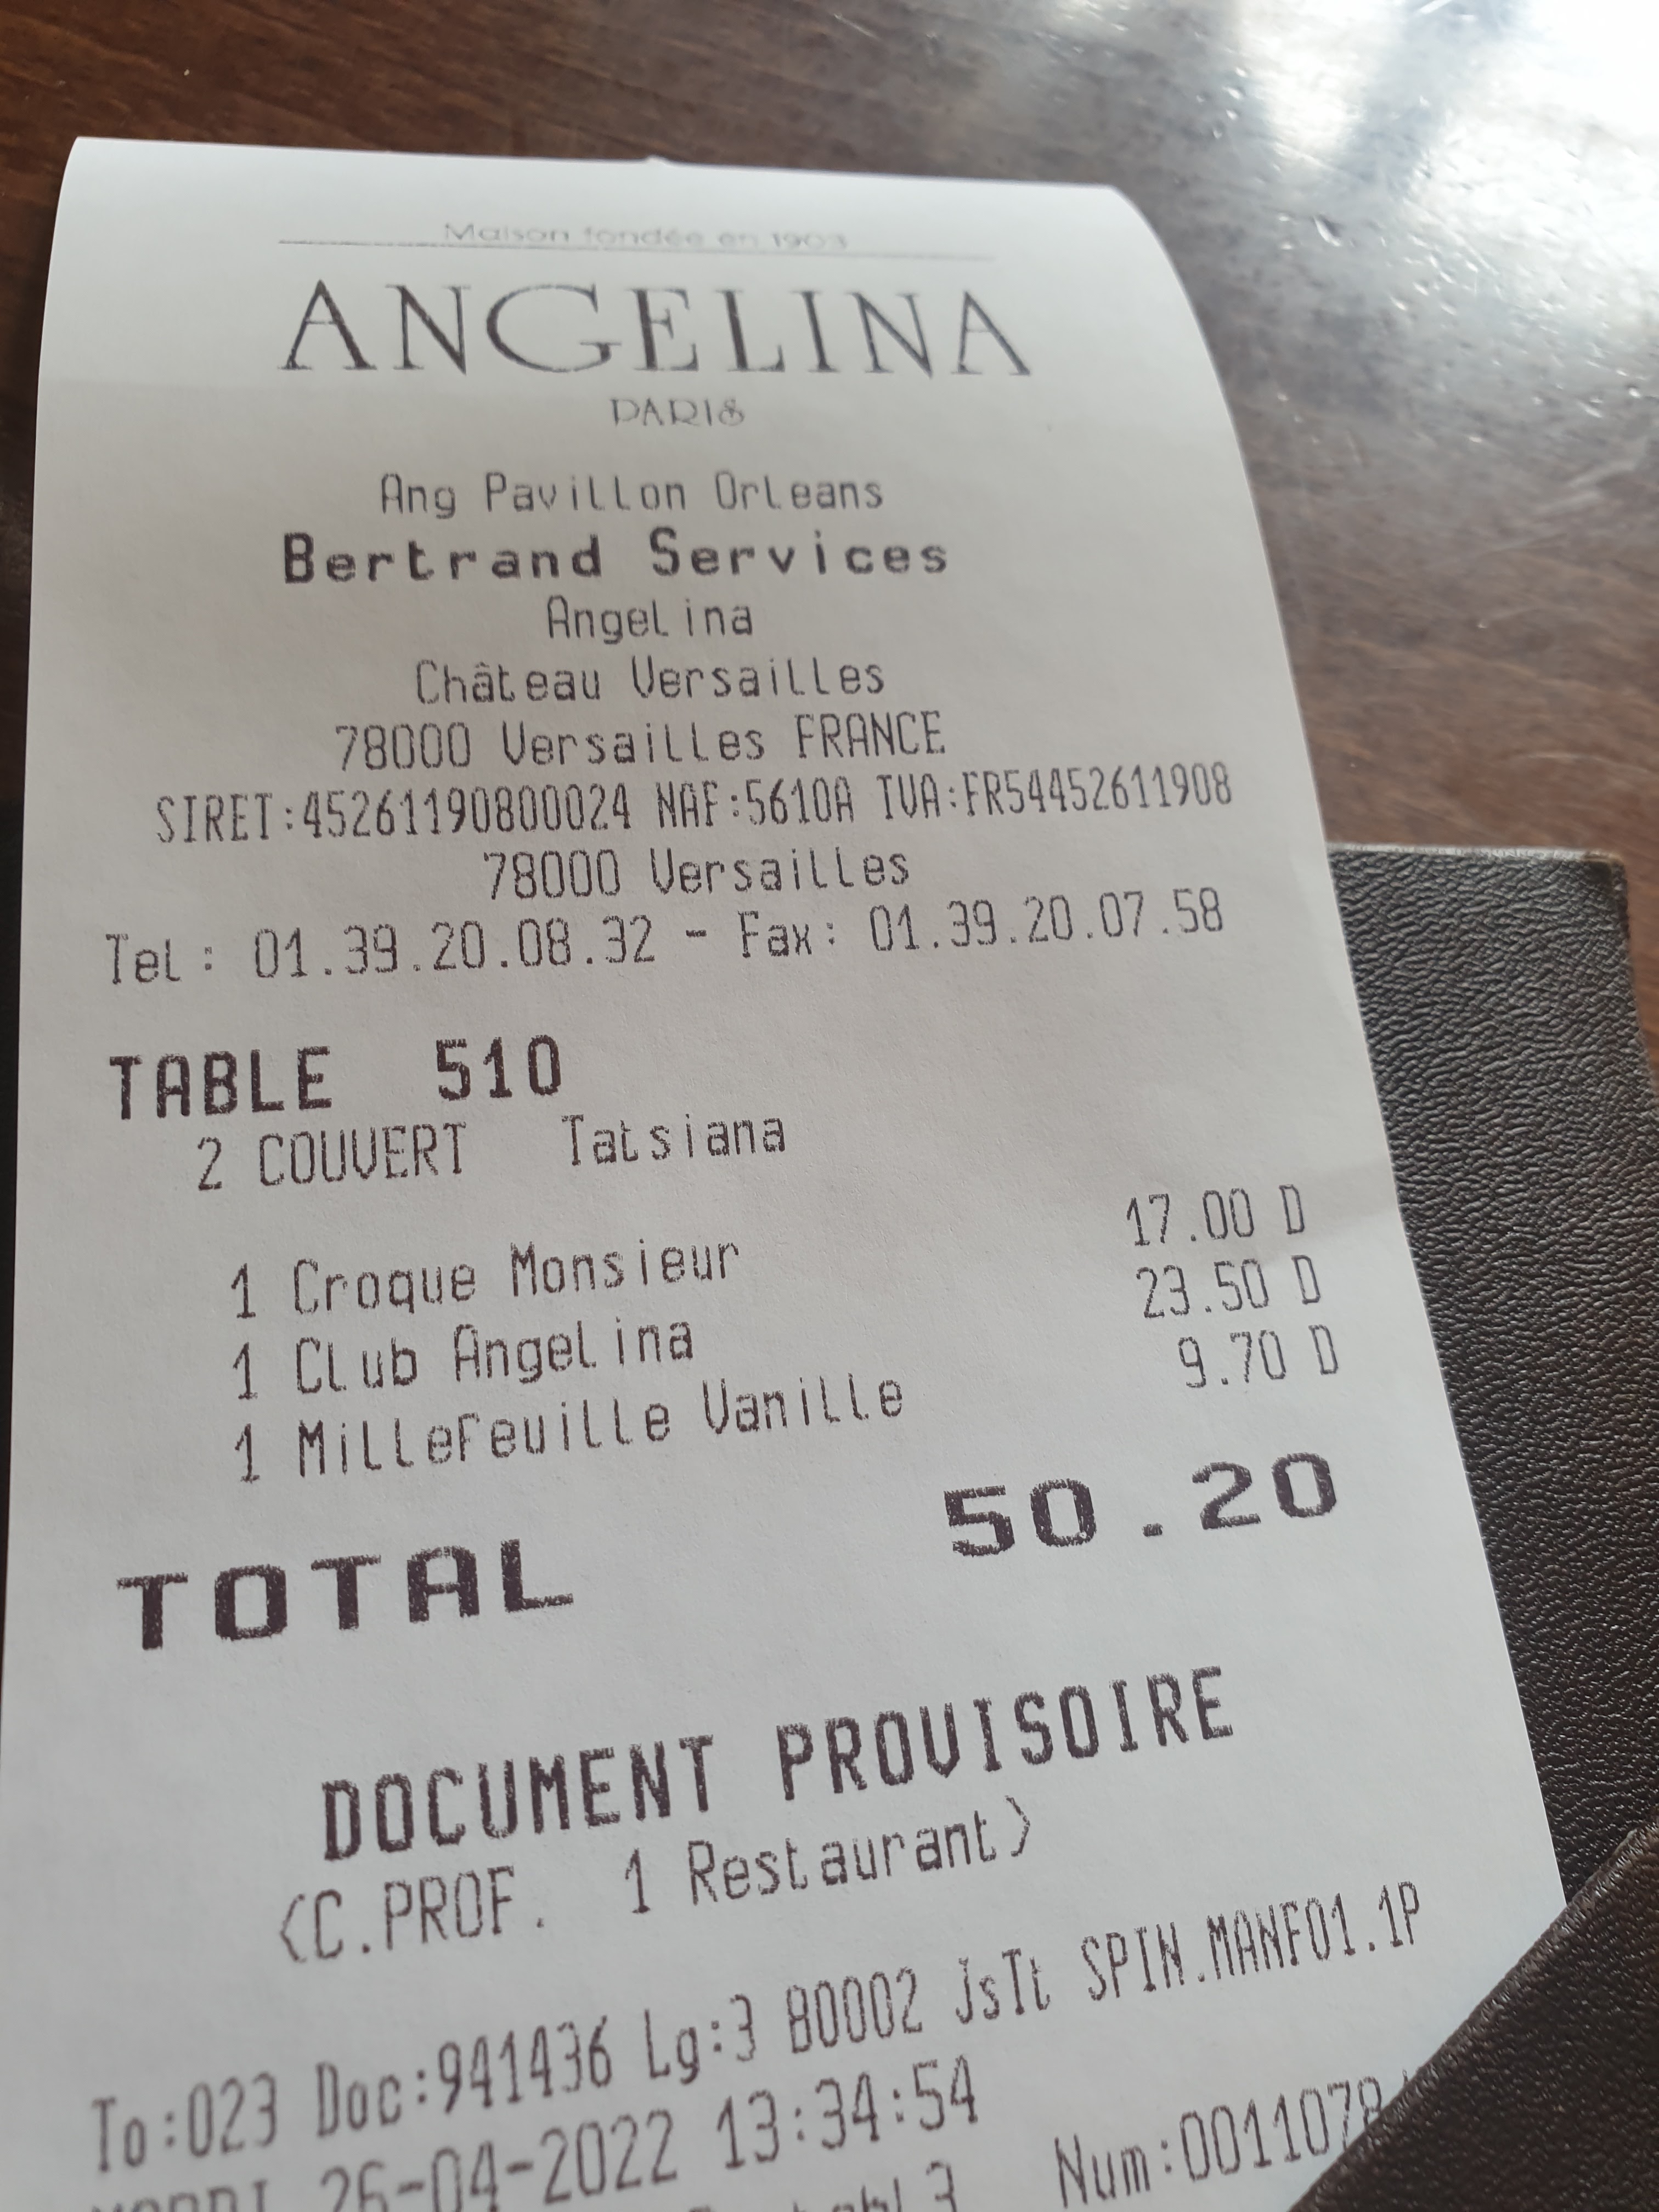 Maison fondée en 1903
ANGELINA
PARIS
Ang Pavillon Orleans
Bertrand Services
Angelina
Château Versailles
78000 Versailles FRANCE
SIRET:45261190800024 NAF:5610A TVA:FR54452611908
78000 Versailles
Tel: 01.39.20.08.32 - Fax: 01.39.20.07.58
TABLE 510
2 COUVERT Tatsiana
1 Croque Monsieur 17.00 D
1 Club Angelina 23.50 D
1 Millefeuille Vanille 9.70 D
TOTAL 50.20
DOCUMENT PROVISOIRE
(C.PROF. 1 Restaurant)
To:023 Doc:941436 Lg:3 B0002 JsTt SPIN.MANF01.1P
MARDI 26-04-2022 13:34:54
Num:0011078